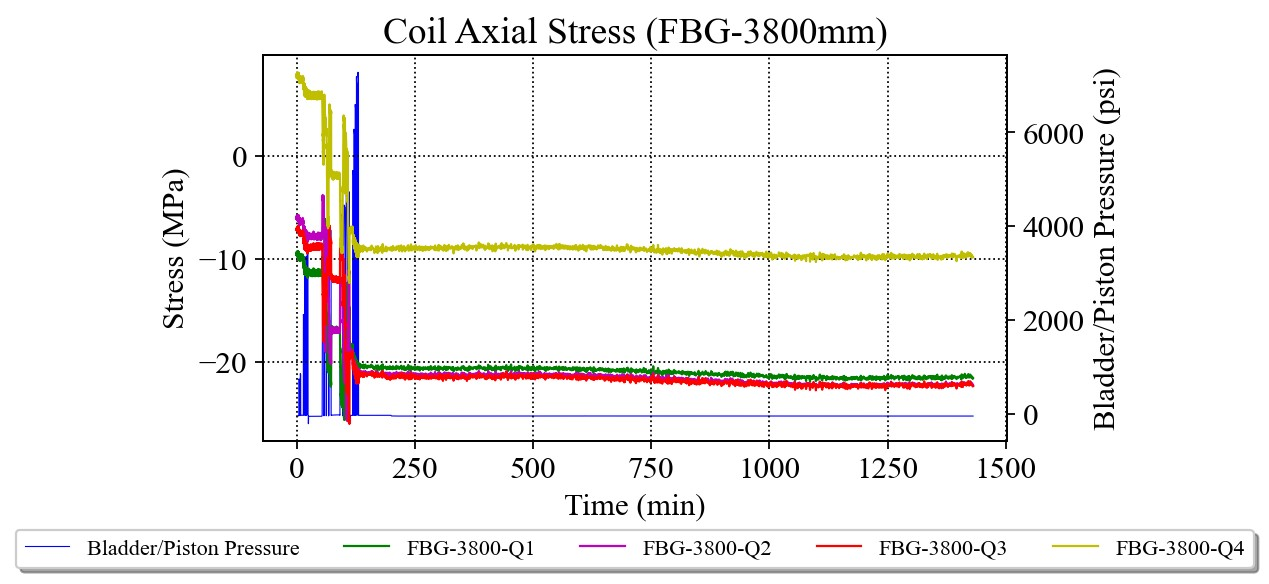 Coil Axial Stress (FBG-3800mm)
Stress (MPa)
0
−10
−20
6000
4000
2000
0
Bladder/Piston Pressure (psi)
0 250 500 750 1000 1250 1500
Time (min)
Bladder/Piston Pressure FBG-3800-Q1 FBG-3800-Q2 FBG-3800-Q3 FBG-3800-Q4